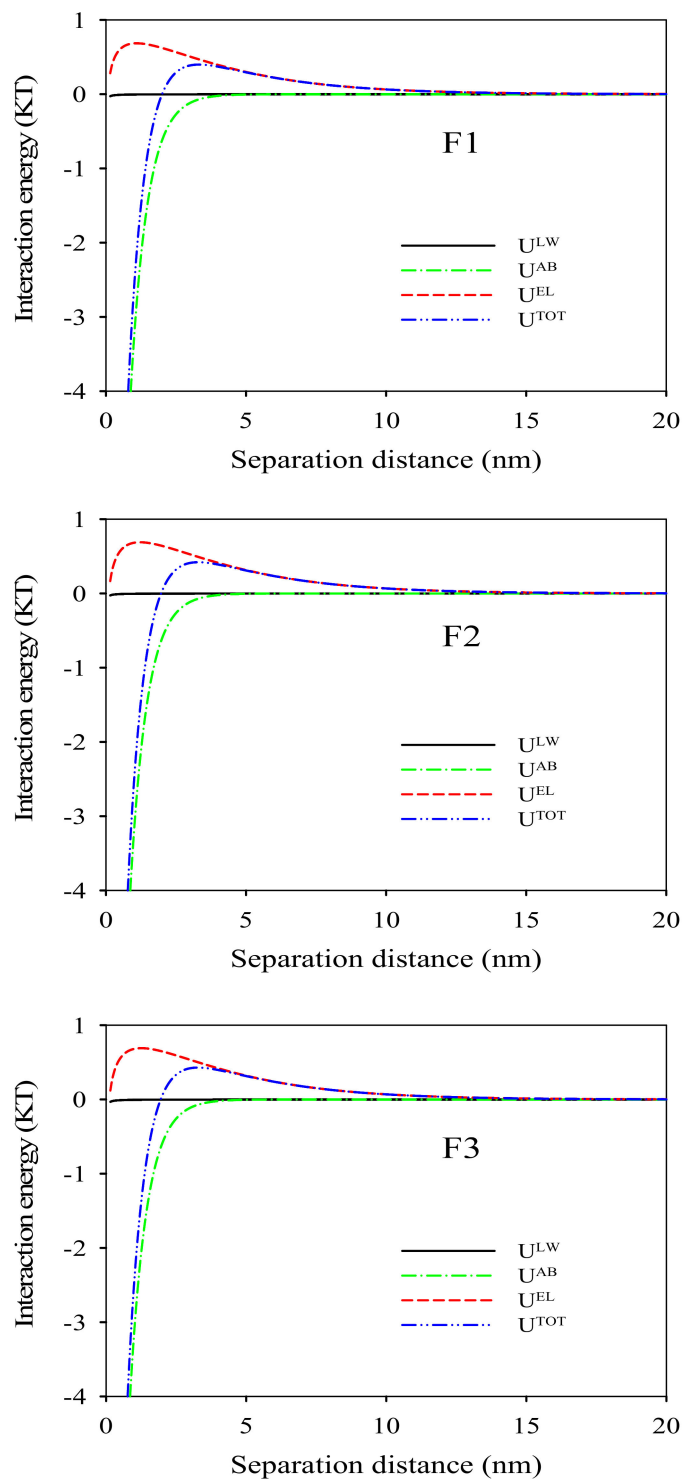 1
0
-1
-2
-3
-4
Interaction energy (KT)
F1
U^LW
U^AB
U^EL
U^TOT
0 5 10 15 20
Separation distance (nm)
1
0
-1
-2
-3
-4
Interaction energy (KT)
F2
U^LW
U^AB
U^EL
U^TOT
0 5 10 15 20
Separation distance (nm)
1
0
-1
-2
-3
-4
Interaction energy (KT)
F3
U^LW
U^AB
U^EL
U^TOT
0 5 10 15 20
Separation distance (nm)